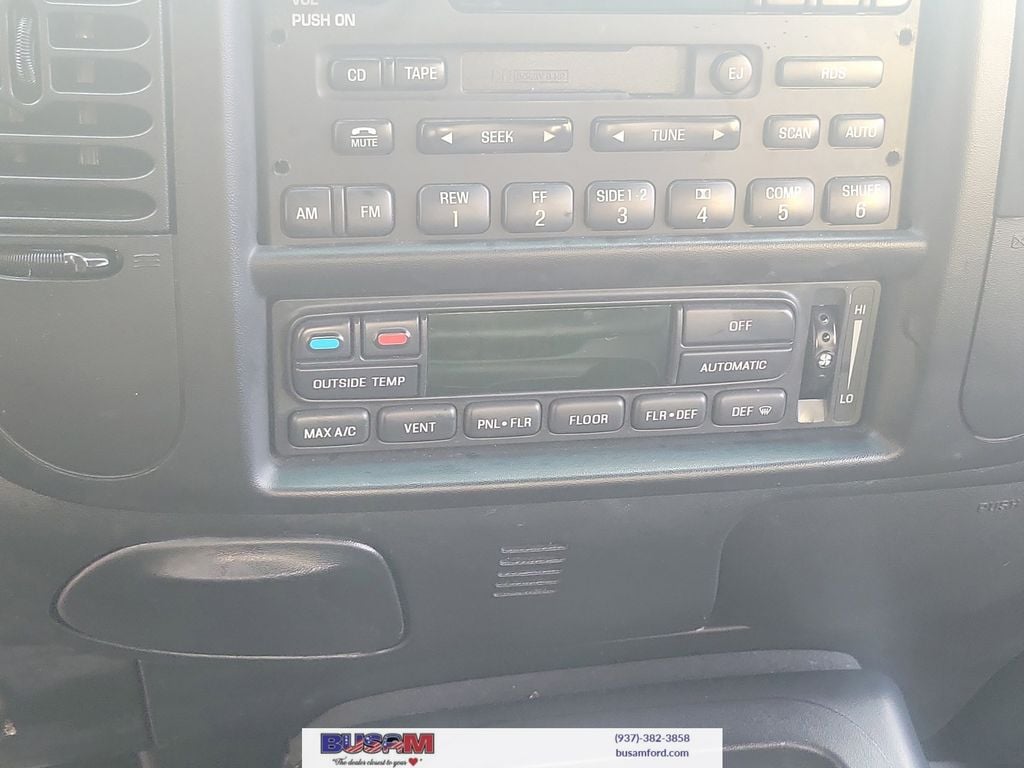 PUSH ON
CD TAPE EJ RDS
MUTE SEEK TUNE SCAN AUTO
AM FM REW 1 FF 2 SIDE 1-2 3 4 COMP 5 SHUFF 6
OFF HI
OUTSIDE TEMP AUTOMATIC
LO
MAX A/C VENT PNL•FLR FLOOR FLR•DEF DEF
PUSH
BUSAM (937)-382-3858
"The dealer closest to your ❤" busamford.com